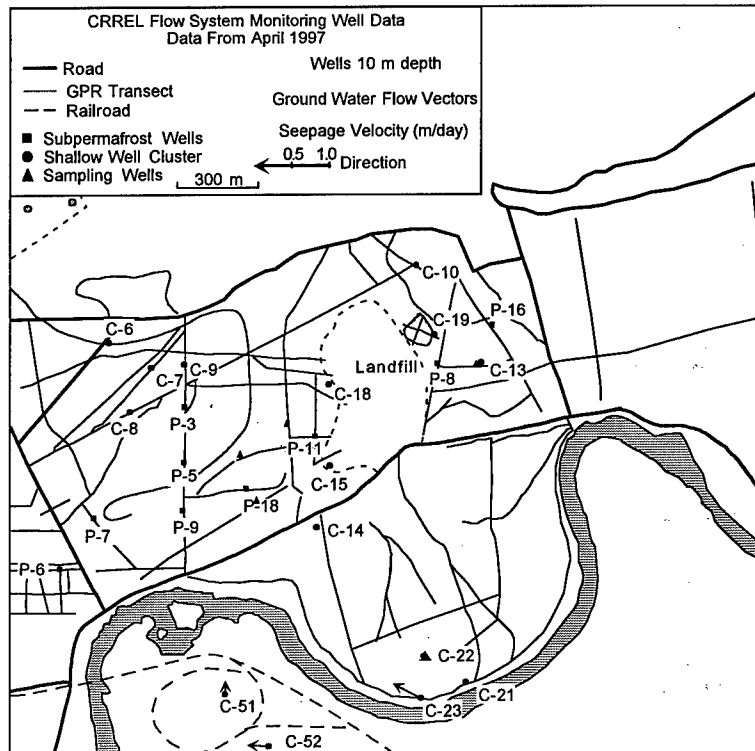 CRREL Flow System Monitoring Well Data
Data From April 1997
Road
Wells 10 m depth
GPR Transect
Ground Water Flow Vectors
Railroad
Seepage Velocity (m/day)
Subpermafrost Wells
0.5 1.0
Direction
Shallow Well Cluster
Sampling Wells
300 m
C-10
C-6
C-19
P-16
C-9
Landfill
C-7
P-8
C-13
C-18
C-8
P-3
P-11
P-5
C-15
P-18
P-9
C-14
P-7
P-6
C-22
C-21
C-51
C-23
C-52